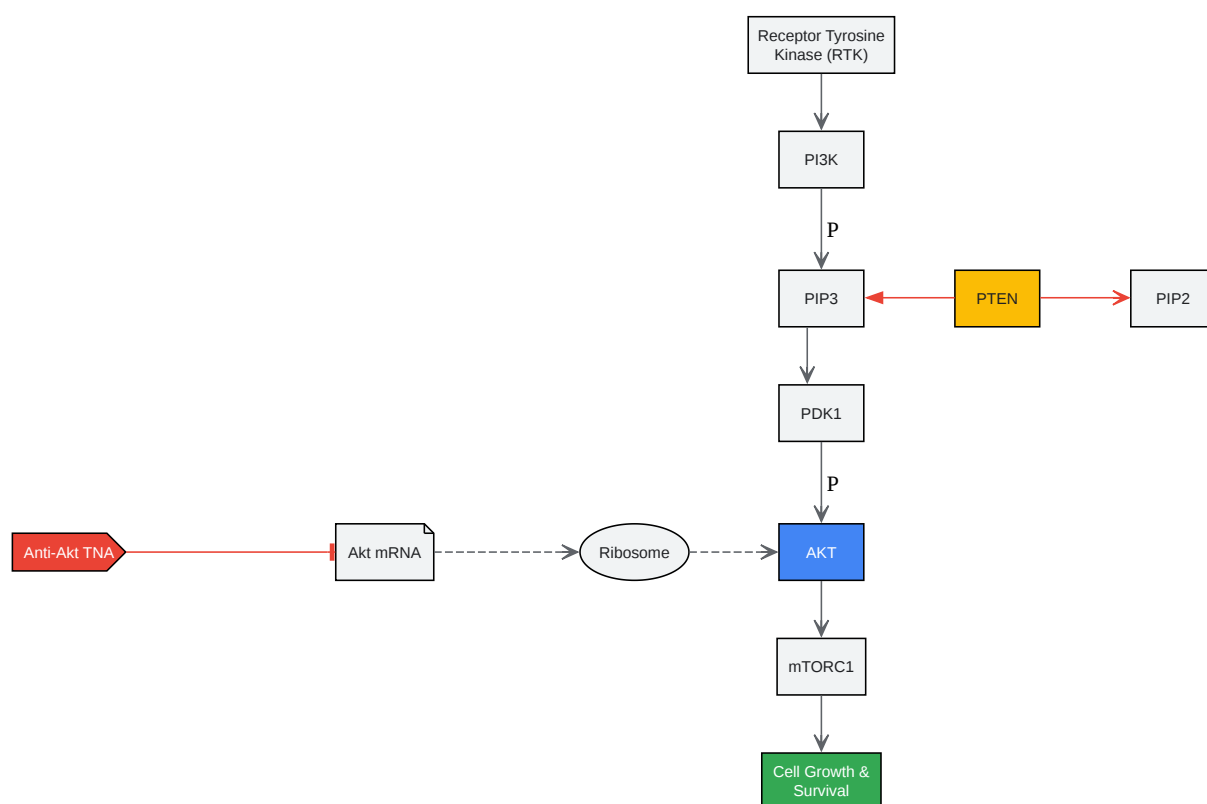 Receptor Tyrosine
Kinase (RTK)
PI3K
P
PIP3
PTEN
PIP2
PDK1
P
Anti-Akt TNA
Akt mRNA
Ribosome
AKT
mTORC1
Cell Growth &
Survival